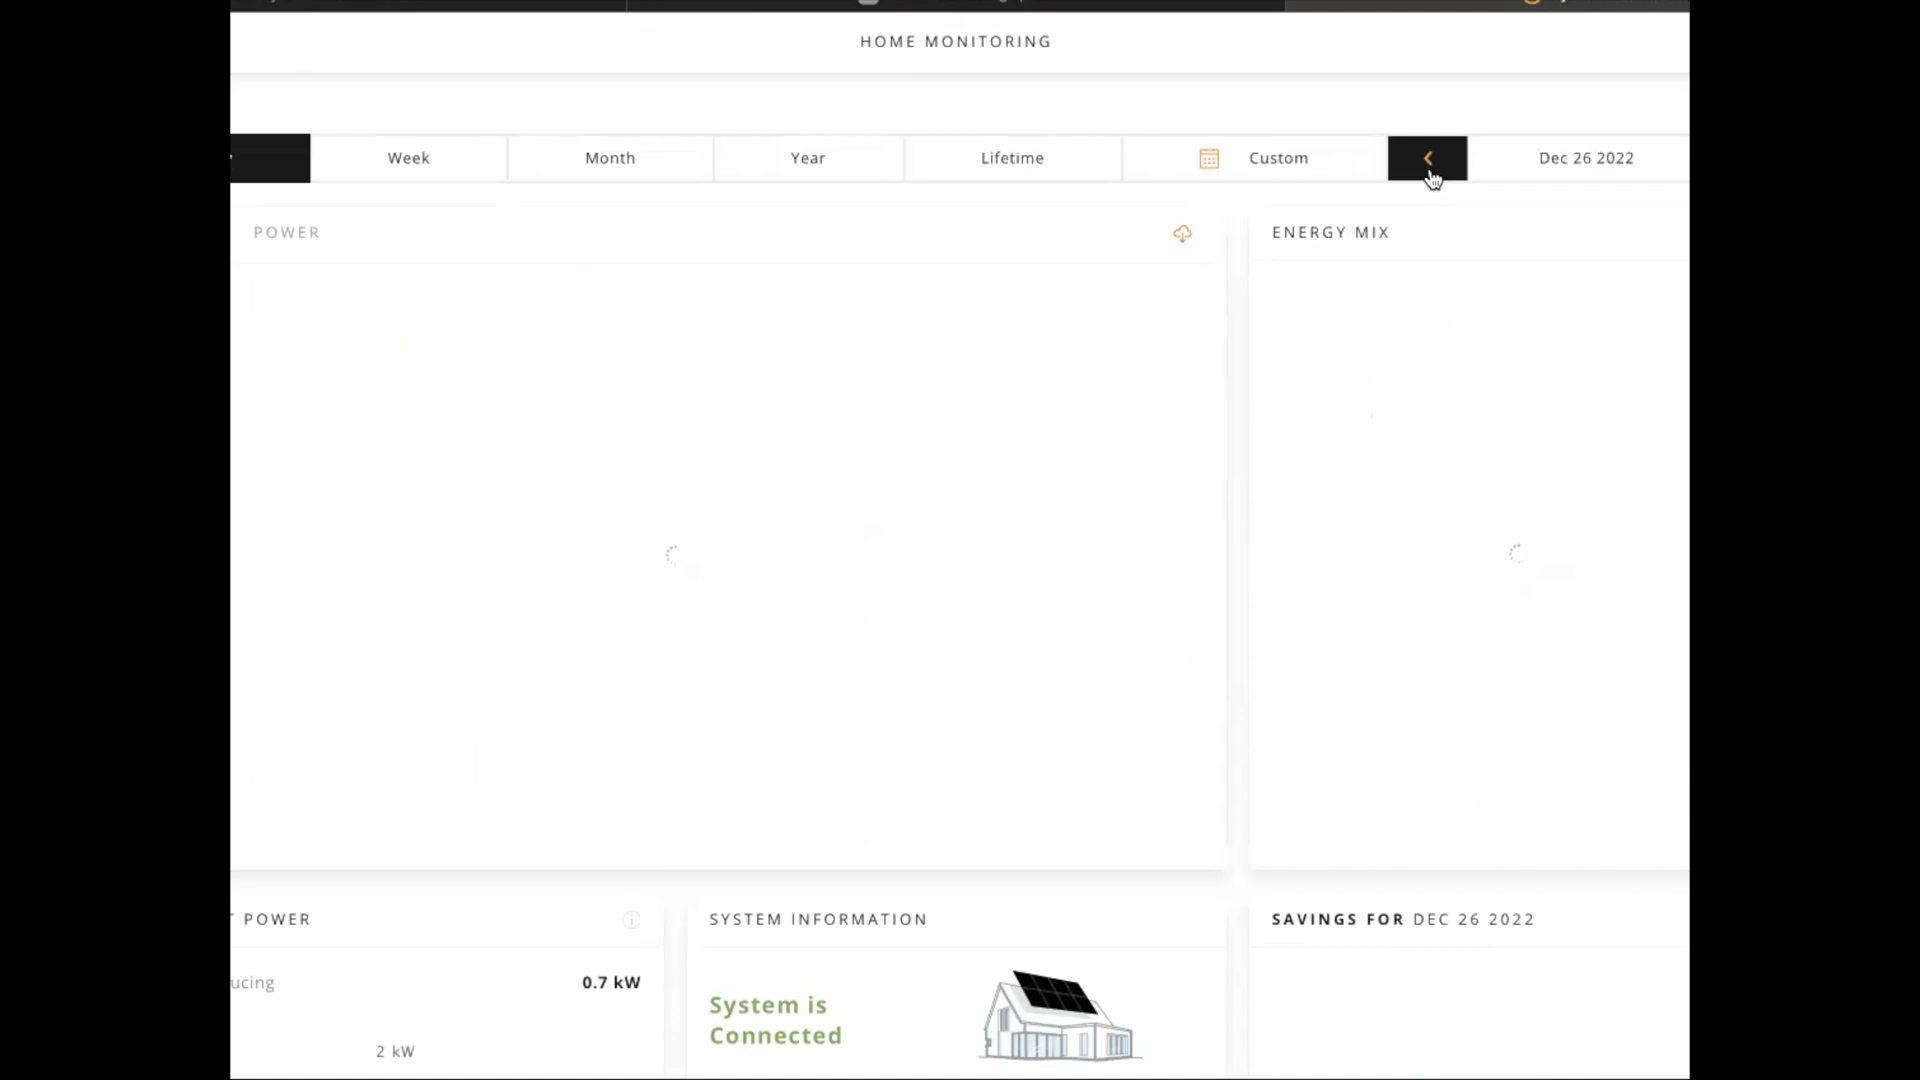 HOME MONITORING
Week
Month
Year
Lifetime
Custom
Dec 26 2022
POWER
ENERGY MIX
POWER
SYSTEM INFORMATION
SAVINGS FOR DEC 26 2022
ucing
0.7 kW
System is
Connected
2 kW